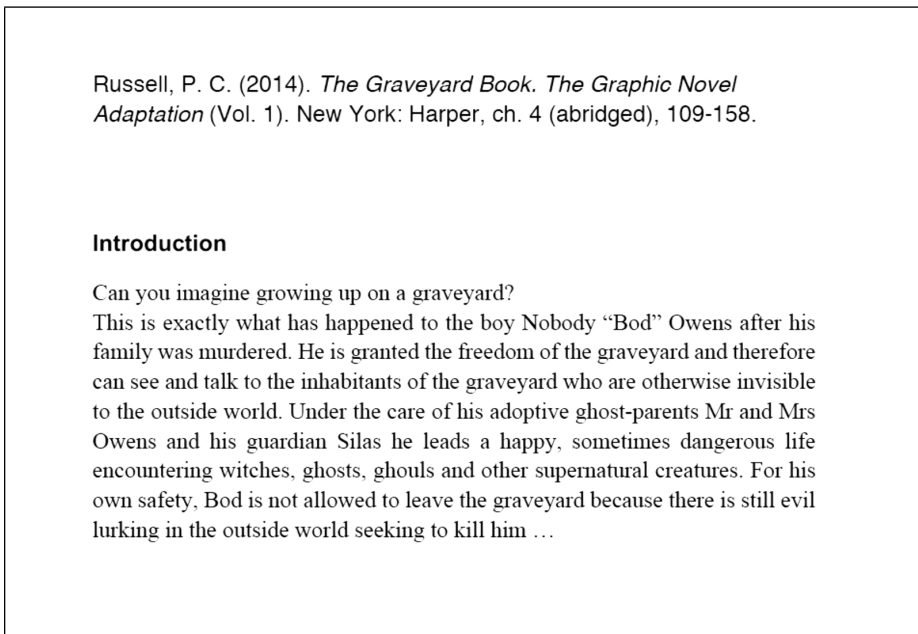 Russell, P. C. (2014). The Graveyard Book. The Graphic Novel
Adaptation (Vol. 1). New York: Harper, ch. 4 (abridged), 109-158.
Introduction
Can you imagine growing up on a graveyard?
This is exactly what has happened to the boy Nobody “Bod” Owens after his
family was murdered. He is granted the freedom of the graveyard and therefore
can see and talk to the inhabitants of the graveyard who are otherwise invisible
to the outside world. Under the care of his adoptive ghost-parents Mr and Mrs
Owens and his guardian Silas he leads a happy, sometimes dangerous life
encountering witches, ghosts, ghouls and other supernatural creatures. For his
own safety, Bod is not allowed to leave the graveyard because there is still evil
lurking in the outside world seeking to kill him …